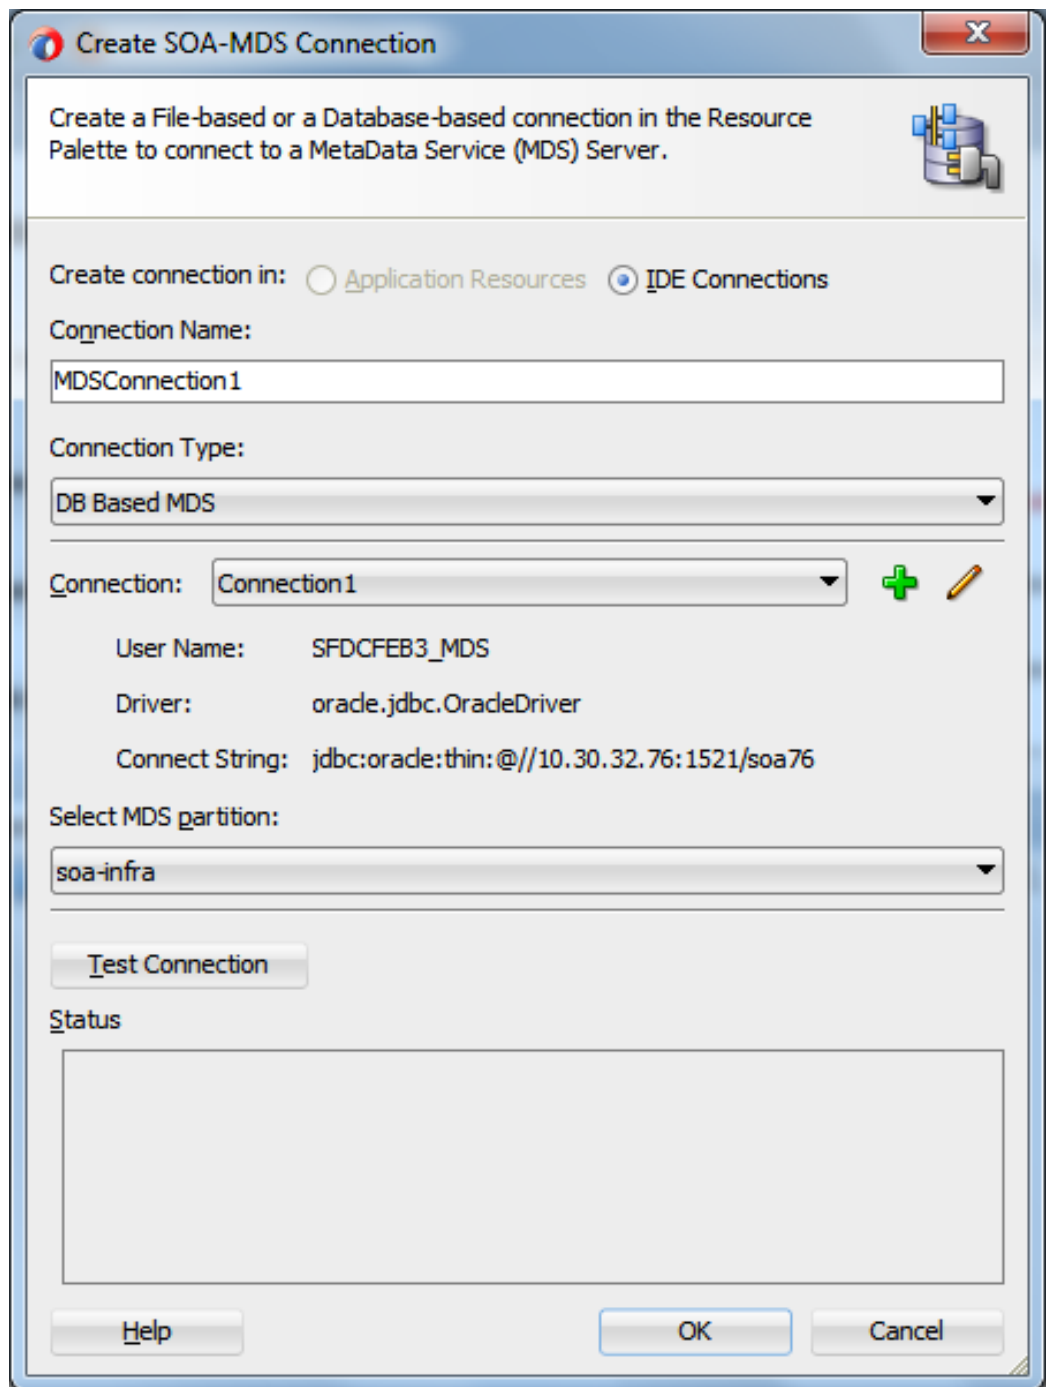 Create SOA-MDS Connection
Create a File-based or a Database-based connection in the Resource
Palette to connect to a MetaData Service (MDS) Server.
Create connection in: Application Resources IDE Connections
Connection Name:
MDSConnection1
Connection Type:
DB Based MDS
Connection: Connection1
User Name: SFDCFEB3_MDS
Driver: oracle.jdbc.OracleDriver
Connect String: jdbc:oracle:thin:@//10.30.32.76:1521/soa76
Select MDS partition:
soa-infra
Test Connection
Status
Help OK Cancel